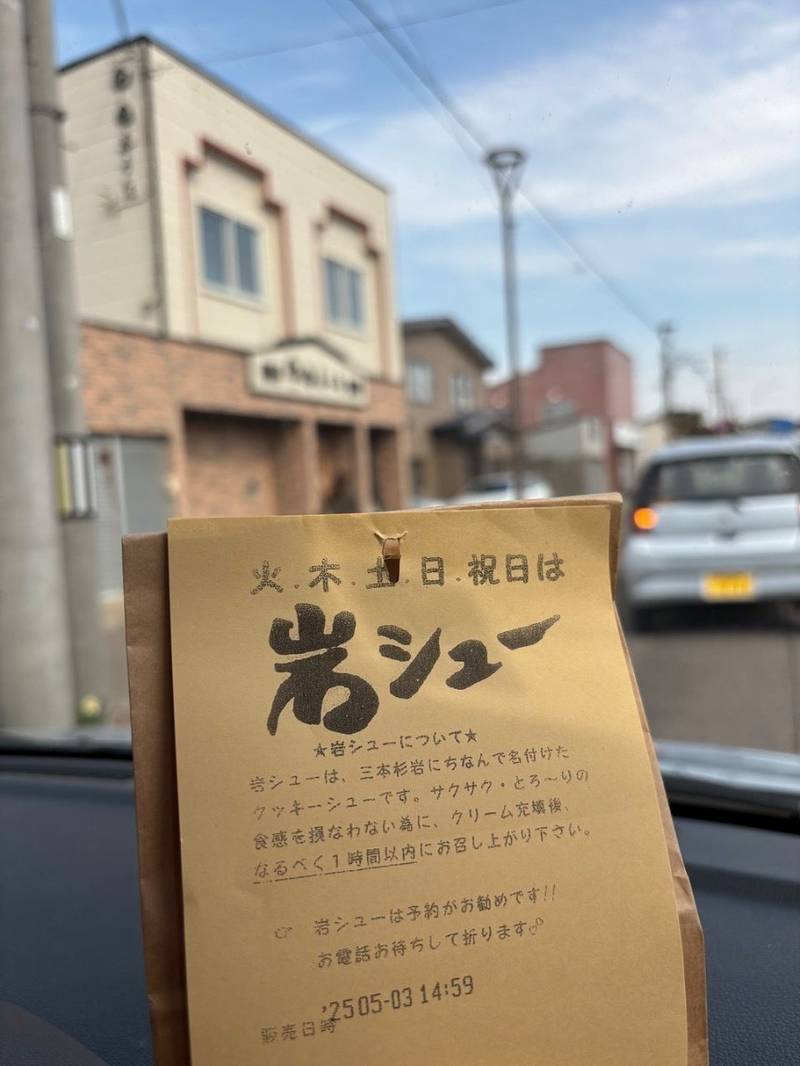 火.木.土.日.祝日は
岩シュー
★岩シューについて★
岩シューは、三本杉岩にちなんで名付けた
クッキーシューです。サクサク・とろ〜りの
食感を損なわない為に、クリーム充填後、
なるべく1時間以内にお召し上がり下さい。
☞ 岩シューは予約がお勧めです!!
お電話お待ちして折ります♡
'25 05-03 14:59
販売日時